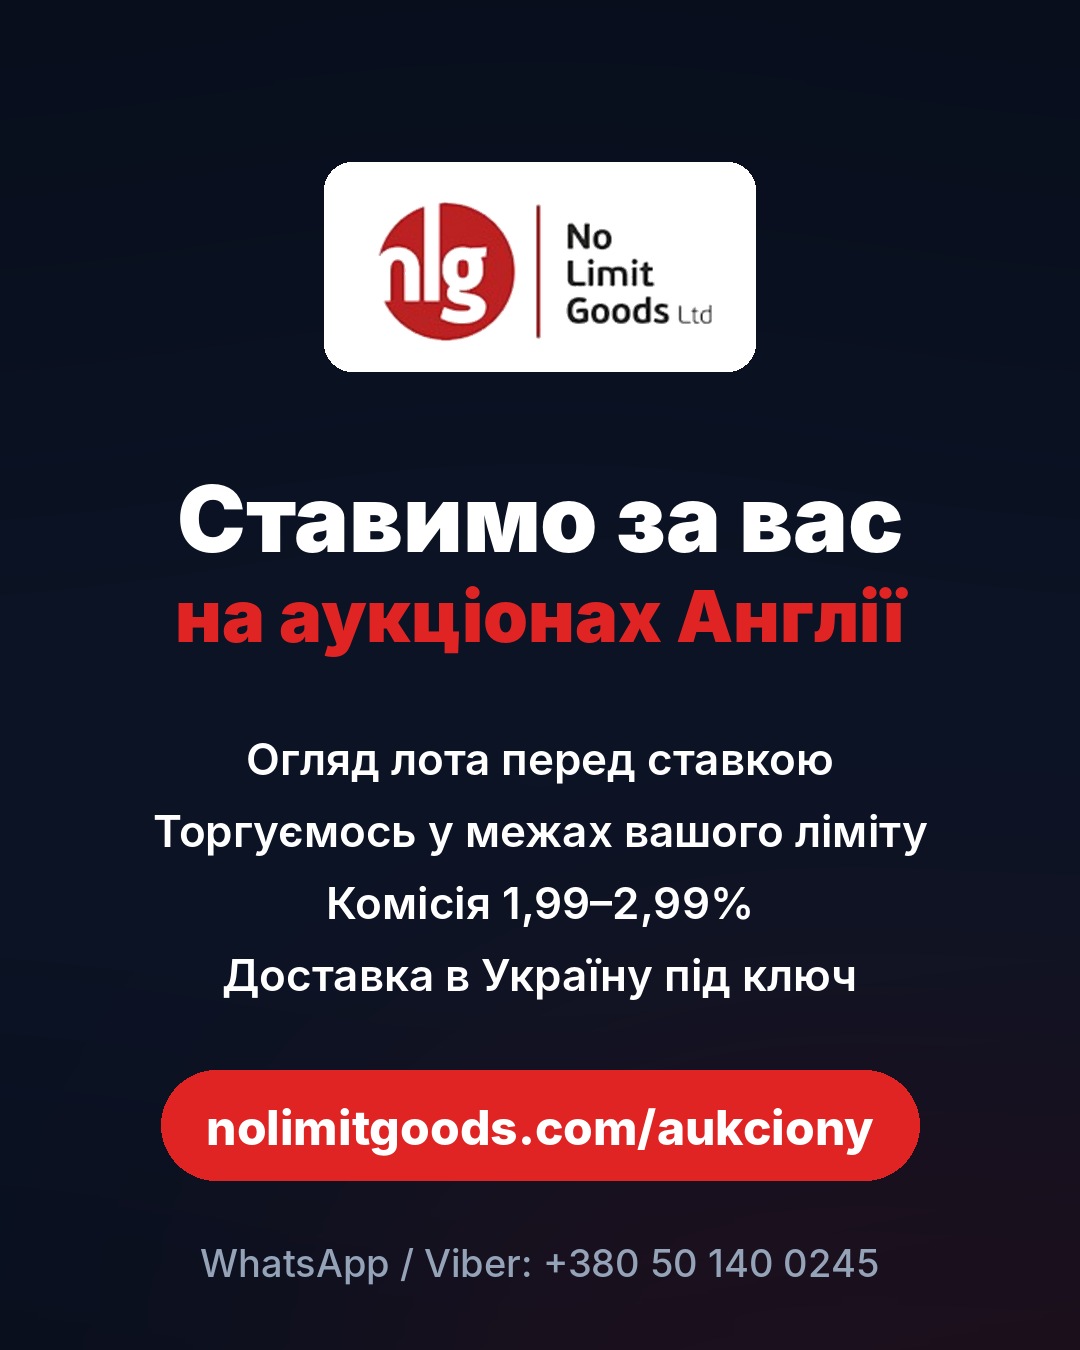 nlg
No
Limit
Goods Ltd
Ставимо за вас
на аукціонах Англії
Огляд лота перед ставкою
Торгуємось у межах вашого ліміту
Комісія 1,99–2,99%
Доставка в Україну під ключ
nolimitgoods.com/aukciony
WhatsApp / Viber: +380 50 140 0245